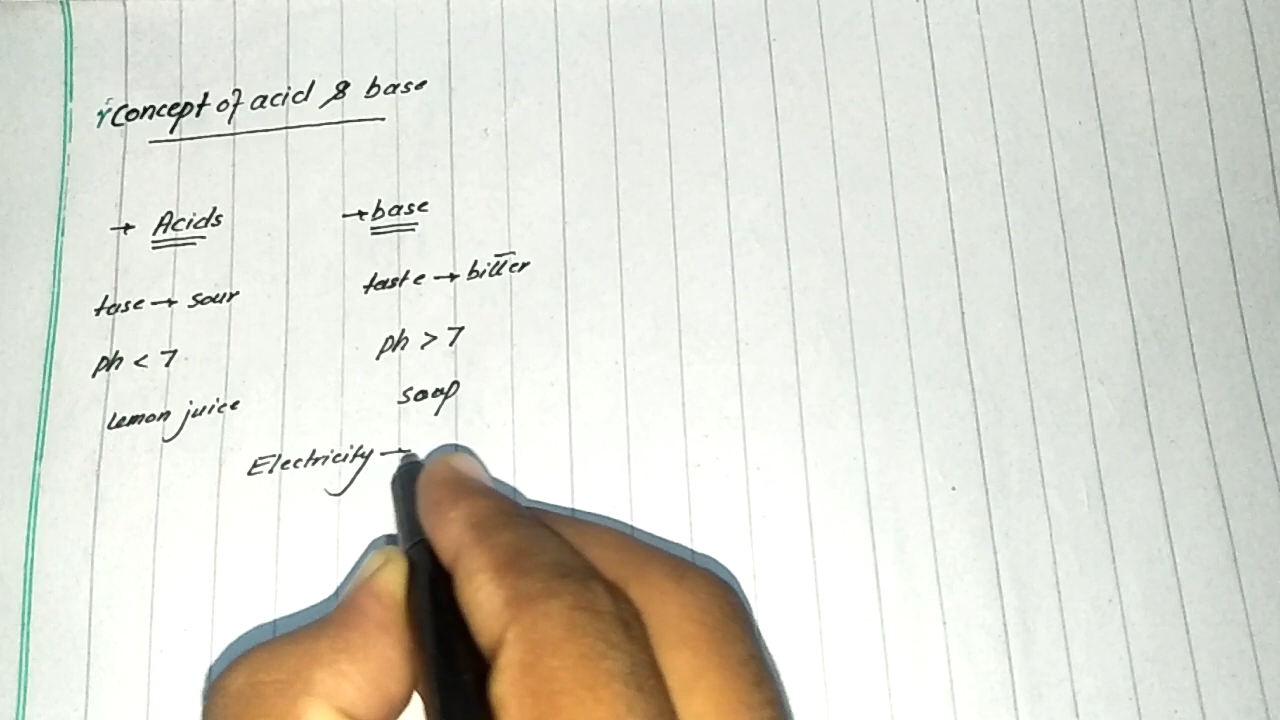 Concept of acid & base
→ Acids → base
tase → sour taste → bitter
ph < 7 ph > 7
Lemon juice soap
Electricity →